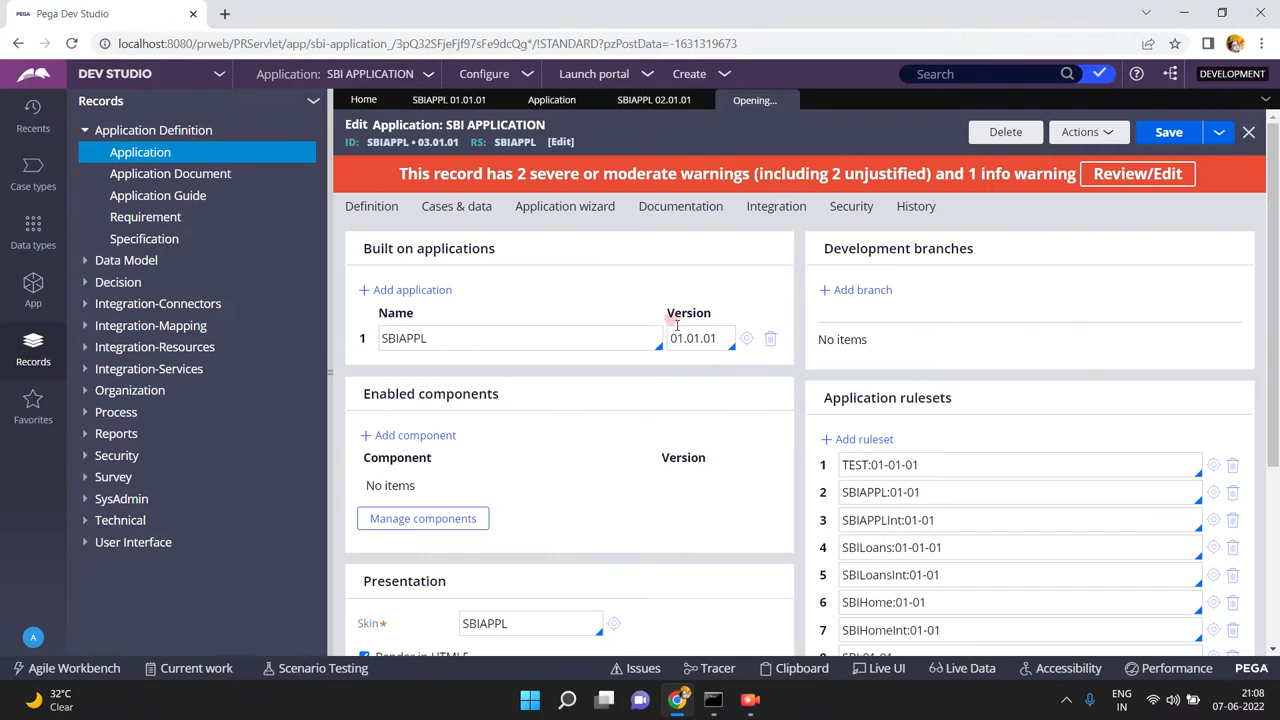 PEGA Pega Dev Studio
localhost:8080/prweb/PRServlet/app/sbi-application_/3pQ32SFjeFjf97sFe9dcQg*/!STANDARD?pzPostData=-1631319673
DEV STUDIO
Application: SBI APPLICATION
Configure
Launch portal
Create
Search
DEVELOPMENT
Recents
Case types
Data types
App
Records
Favorites
A
Records
Application Definition
Application
Application Document
Application Guide
Requirement
Specification
Data Model
Decision
Integration-Connectors
Integration-Mapping
Integration-Resources
Integration-Services
Organization
Process
Reports
Security
Survey
SysAdmin
Technical
User Interface
Home SBIAPPL 01.01.01 Application SBIAPPL 02.01.01 Opening...
Edit Application: SBI APPLICATION
ID: SBIAPPL • 03.01.01 RS: SBIAPPL [Edit]
Delete Actions Save
This record has 2 severe or moderate warnings (including 2 unjustified) and 1 info warning Review/Edit
Definition Cases & data Application wizard Documentation Integration Security History
Built on applications
Add application
Name Version
1 SBIAPPL 01.01.01
Enabled components
Add component
Component Version
No items
Manage components
Presentation
Skin* SBIAPPL
Render in HTML5
Development branches
Add branch
No items
Application rulesets
Add ruleset
1 TEST:01-01-01
2 SBIAPPL:01-01
3 SBIAPPLInt:01-01
4 SBILoans:01-01-01
5 SBILoansInt:01-01
6 SBIHome:01-01
7 SBIHomeInt:01-01
8 SBI:01-01
Agile Workbench Current work Scenario Testing Issues Tracer Clipboard Live UI Live Data Accessibility Performance PEGA
32°C
Clear
ENG
IN
21:08
07-06-2022